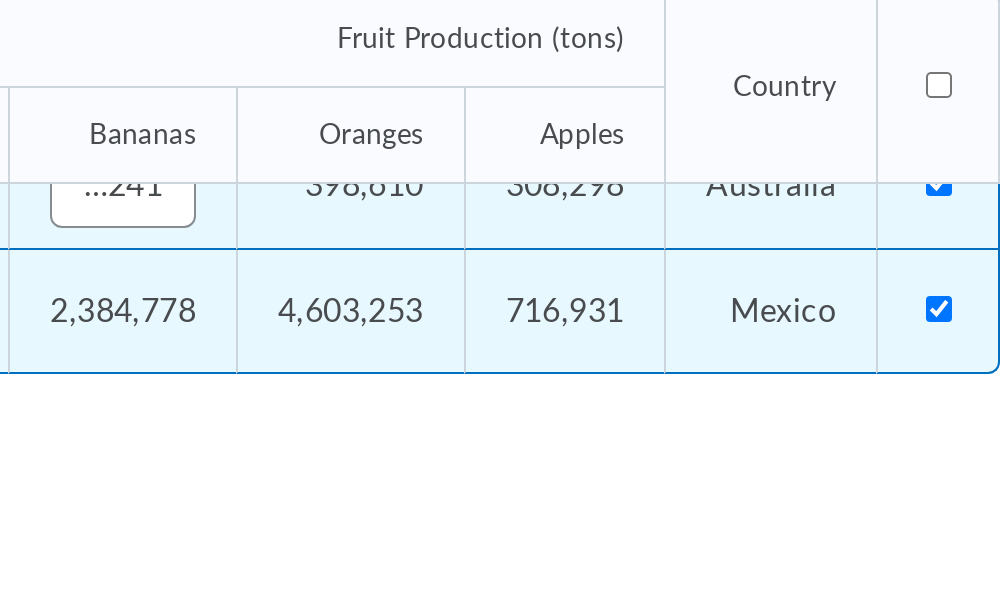 Fruit Production (tons)
Country
Bananas Oranges Apples
...241 Australia
2,384,778 4,603,253 716,931 Mexico